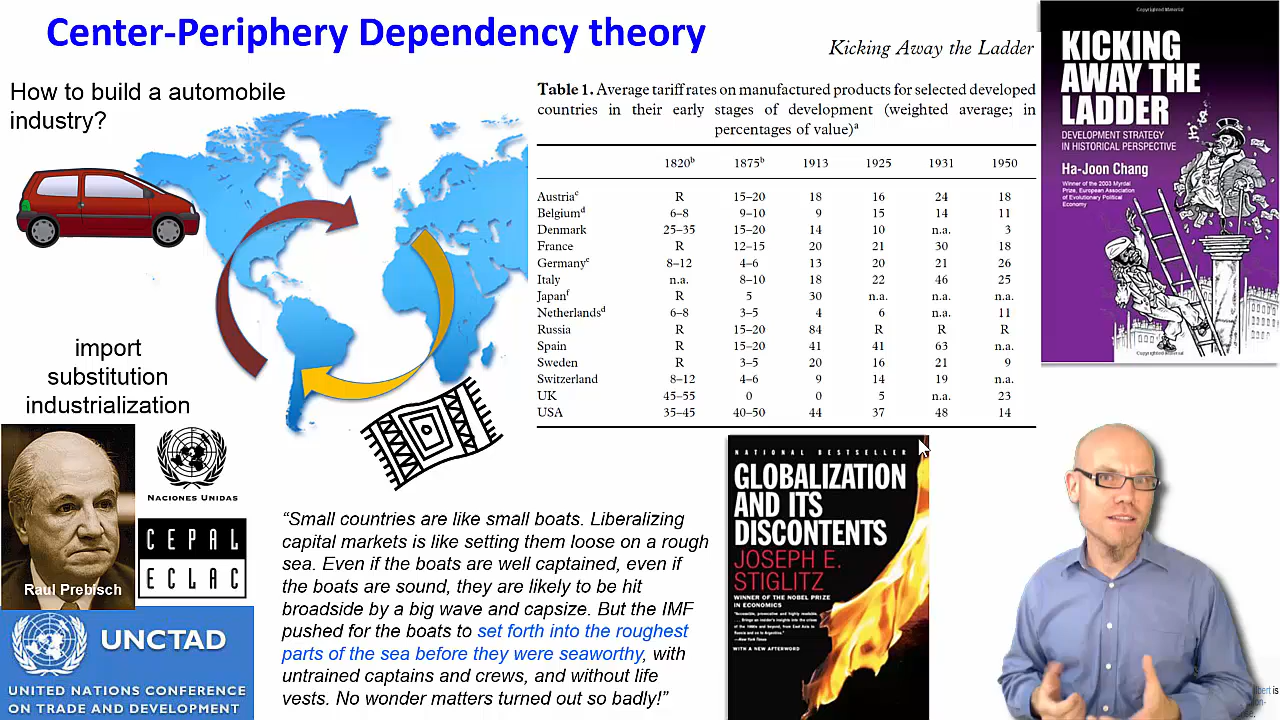 Center-Periphery Dependency theory
How to build a automobile
industry?
import
substitution
industrialization
Raul Prebisch
NACIONES UNIDAS
CEPAL
ECLAC
UNCTAD
UNITED NATIONS CONFERENCE
ON TRADE AND DEVELOPMENT
Kicking Away the Ladder
Table 1. Average tariff rates on manufactured products for selected developed
countries in their early stages of development (weighted average; in
percentages of value)ᵃ
1820ᵇ 1875ᵇ 1913 1925 1931 1950
Austriaᶜ R 15–20 18 16 24 18
Belgiumᵈ 6–8 9–10 9 15 14 11
Denmark 25–35 15–20 14 10 n.a. 3
France R 12–15 20 21 30 18
Germanyᵉ 8–12 4–6 13 20 21 26
Italy n.a. 8–10 18 22 46 25
Japanᶠ R 5 30 n.a. n.a. n.a.
Netherlandsᵈ 6–8 3–5 4 6 n.a. 11
Russia R 15–20 84 R R R
Spain R 15–20 41 41 63 n.a.
Sweden R 3–5 20 16 21 9
Switzerland 8–12 4–6 9 14 19 n.a.
UK 45–55 0 0 5 n.a. 23
USA 35–45 40–50 44 37 48 14
“Small countries are like small boats. Liberalizing
capital markets is like setting them loose on a rough
sea. Even if the boats are well captained, even if
the boats are sound, they are likely to be hit
broadside by a big wave and capsize. But the IMF
pushed for the boats to set forth into the roughest
parts of the sea before they were seaworthy, with
untrained captains and crews, and without life
vests. No wonder matters turned out so badly!”
NATIONAL BESTSELLER
GLOBALIZATION
AND ITS
DISCONTENTS
JOSEPH E.
STIGLITZ
WINNER OF THE NOBEL PRIZE
IN ECONOMICS
WITH A NEW AFTERWORD
Copyrighted Material
KICKING
AWAY THE
LADDER
DEVELOPMENT STRATEGY
IN HISTORICAL PERSPECTIVE
Ha-Joon Chang
Winner of the 2003 Myrdal
Prize, European Association
of Evolutionary Political
Economy
Copyrighted Material